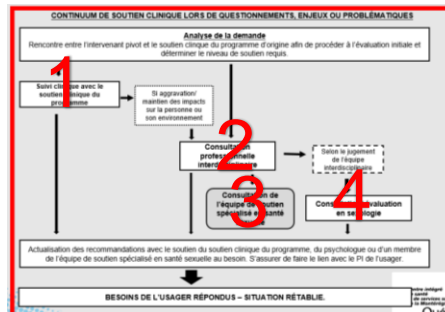 CONTINUUM DE SOUTIEN CLINIQUE LORS DE QUESTIONNEMENTS, ENJEUX OU PROBLÉMATIQUES
Analyse de la demande
Rencontre entre l'intervenant pivot et le soutien clinique du programme d'origine afin de procéder à l'évaluation initiale et
déterminer le niveau de soutien requis.
1
Suivi clinique avec le
soutien clinique du
programme
Si aggravation/
maintien des impacts
sur la personne ou
son environnement
2
Consultation
professionnelle
interdisciplinaire
Selon le jugement
de l'équipe
interdisciplinaire
3
Consultation de
l'équipe de soutien
spécialisé en santé
4
évaluation
en sexologie
Actualisation des recommandations avec le soutien du soutien clinique du programme, du psychologue ou d'un membre
de l'équipe de soutien spécialisé en santé sexuelle au besoin. S'assurer de faire le lien avec le PI de l'usager.
BESOINS DE L'USAGER RÉPONDUS – SITUATION RÉTABLIE.
intégré
santé
de services